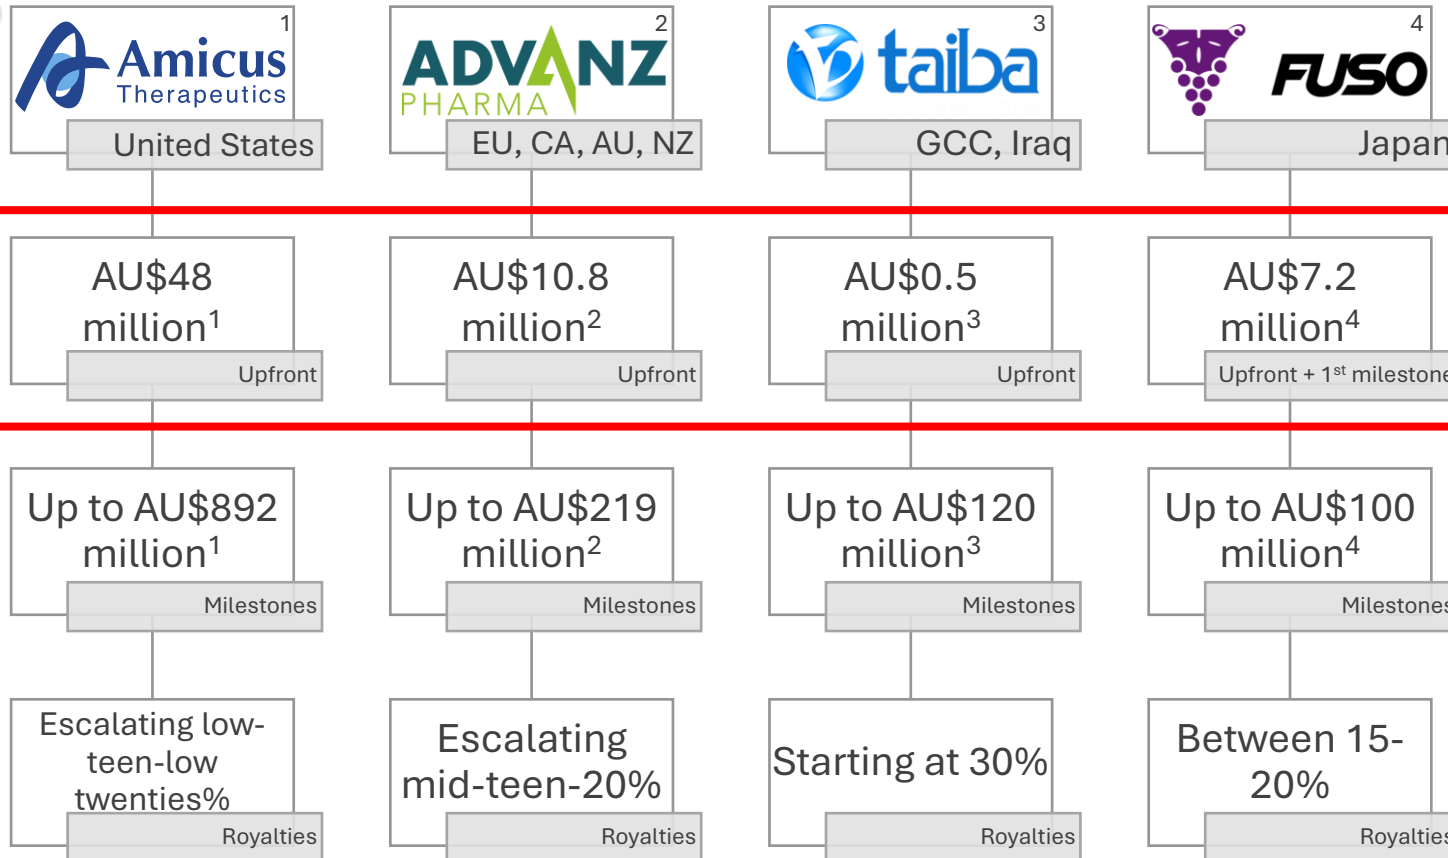 1
Amicus
Therapeutics
United States
2
ADVANZ
PHARMA
EU, CA, AU, NZ
3
taiba
GCC, Iraq
4
FUSO
Japan
AU$48
million¹
Upfront
AU$10.8
million²
Upfront
AU$0.5
million³
Upfront
AU$7.2
million⁴
Upfront + 1ˢᵗ milestone
Up to AU$892
million¹
Milestones
Up to AU$219
million²
Milestones
Up to AU$120
million³
Milestones
Up to AU$100
million⁴
Milestones
Escalating low-
teen-low
twenties%
Royalties
Escalating
mid-teen-20%
Royalties
Starting at 30%
Royalties
Between 15-
20%
Royalties